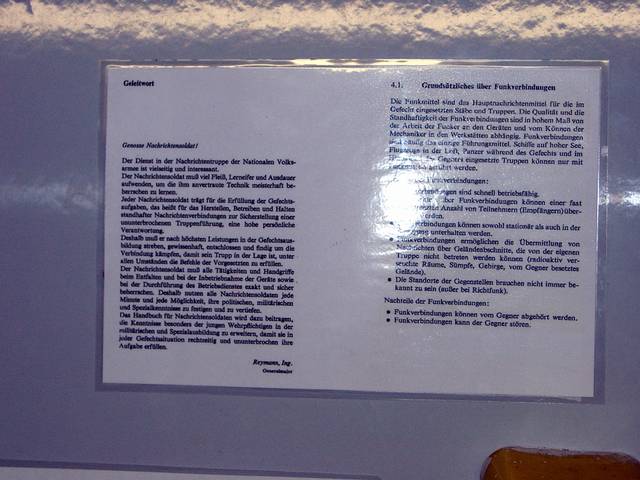 Geleitwort
Genosse Nachrichtensoldat!
Der Dienst in der Nachrichtentruppe der Nationalen Volks-
armee ist vielseitig und interessant.
Der Nachrichtensoldat muß viel Fleiß, Lerneifer und Ausdauer
aufwenden, um die ihm anvertraute Technik meisterhaft be-
herrschen zu lernen.
Jeder Nachrichtensoldat trägt für die Erfüllung der Gefechts-
aufgaben, das heißt für das Herstellen, Betreiben und Halten
standhafter Nachrichtenverbindungen zur Sicherstellung einer
ununterbrochenen Truppenführung, eine hohe persönliche
Verantwortung.
Deshalb muß er nach höchsten Leistungen in der Gefechtsaus-
bildung streben, gewissenhaft, entschlossen und findig um die
Verbindung kämpfen, damit sein Trupp in der Lage ist, unter
allen Umständen die Befehle der Vorgesetzten zu erfüllen.
Der Nachrichtensoldat muß alle Tätigkeiten und Handgriffe
beim Entfalten und bei der Inbetriebnahme der Geräte sowie
bei der Durchführung des Betriebsdienstes exakt und sicher
beherrschen. Deshalb nutzen alle Nachrichtensoldaten jede
Minute und jede Möglichkeit, ihre politischen, militärischen
und Spezialkenntnisse zu festigen und zu vertiefen.
Das Handbuch für Nachrichtensoldaten wird dazu beitragen,
die Kenntnisse besonders der jungen Wehrpflichtigen in der
militärischen und Spezialausbildung zu erweitern, damit sie in
jeder Gefechtssituation rechtzeitig und ununterbrochen ihre
Aufgabe erfüllen.
Reymann, Ing.
Generalmajor
4.1. Grundsätzliches über Funkverbindungen
Die Funkmittel sind das Hauptnachrichtenmittel für die im
Gefecht eingesetzten Stäbe und Truppen. Die Qualität und die
Standhaftigkeit der Funkverbindungen sind in hohem Maß von
der Arbeit der Funker an den Geräten und vom Können der
Mechaniker in den Werkstätten abhängig. Funkverbindungen
sind häufig das einzige Führungsmittel. Schiffe auf hoher See,
Flugzeuge in der Luft, Panzer während des Gefechts und im
des Gegners eingesetzte Truppen können nur mit
geführt werden.
Funkverbindungen:
sind schnell betriebsfähig.
über Funkverbindungen können einer fast
Anzahl von Teilnehmern (Empfängern) über-
werden.
können sowohl stationär als auch in der
Bewegung unterhalten werden.
• Funkverbindungen ermöglichen die Übermittlung von
Nachrichten über Geländeabschnitte, die von der eigenen
Truppe nicht betreten werden können (radioaktiv ver-
seuchte Räume, Sümpfe, Gebirge, vom Gegner besetztes
Gelände).
• Die Standorte der Gegenstellen brauchen nicht immer be-
kannt zu sein (außer bei Richtfunk).
Nachteile der Funkverbindungen:
• Funkverbindungen können vom Gegner abgehört werden.
• Funkverbindungen kann der Gegner stören.